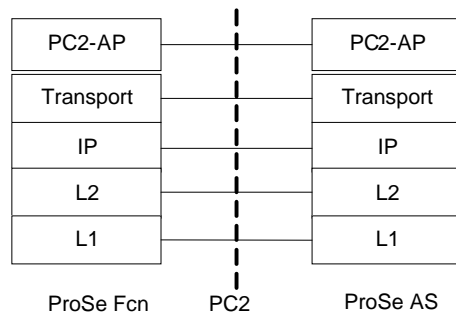 PC2-AP PC2-AP
Transport Transport
IP IP
L2 L2
L1 L1
ProSe Fcn PC2 ProSe AS